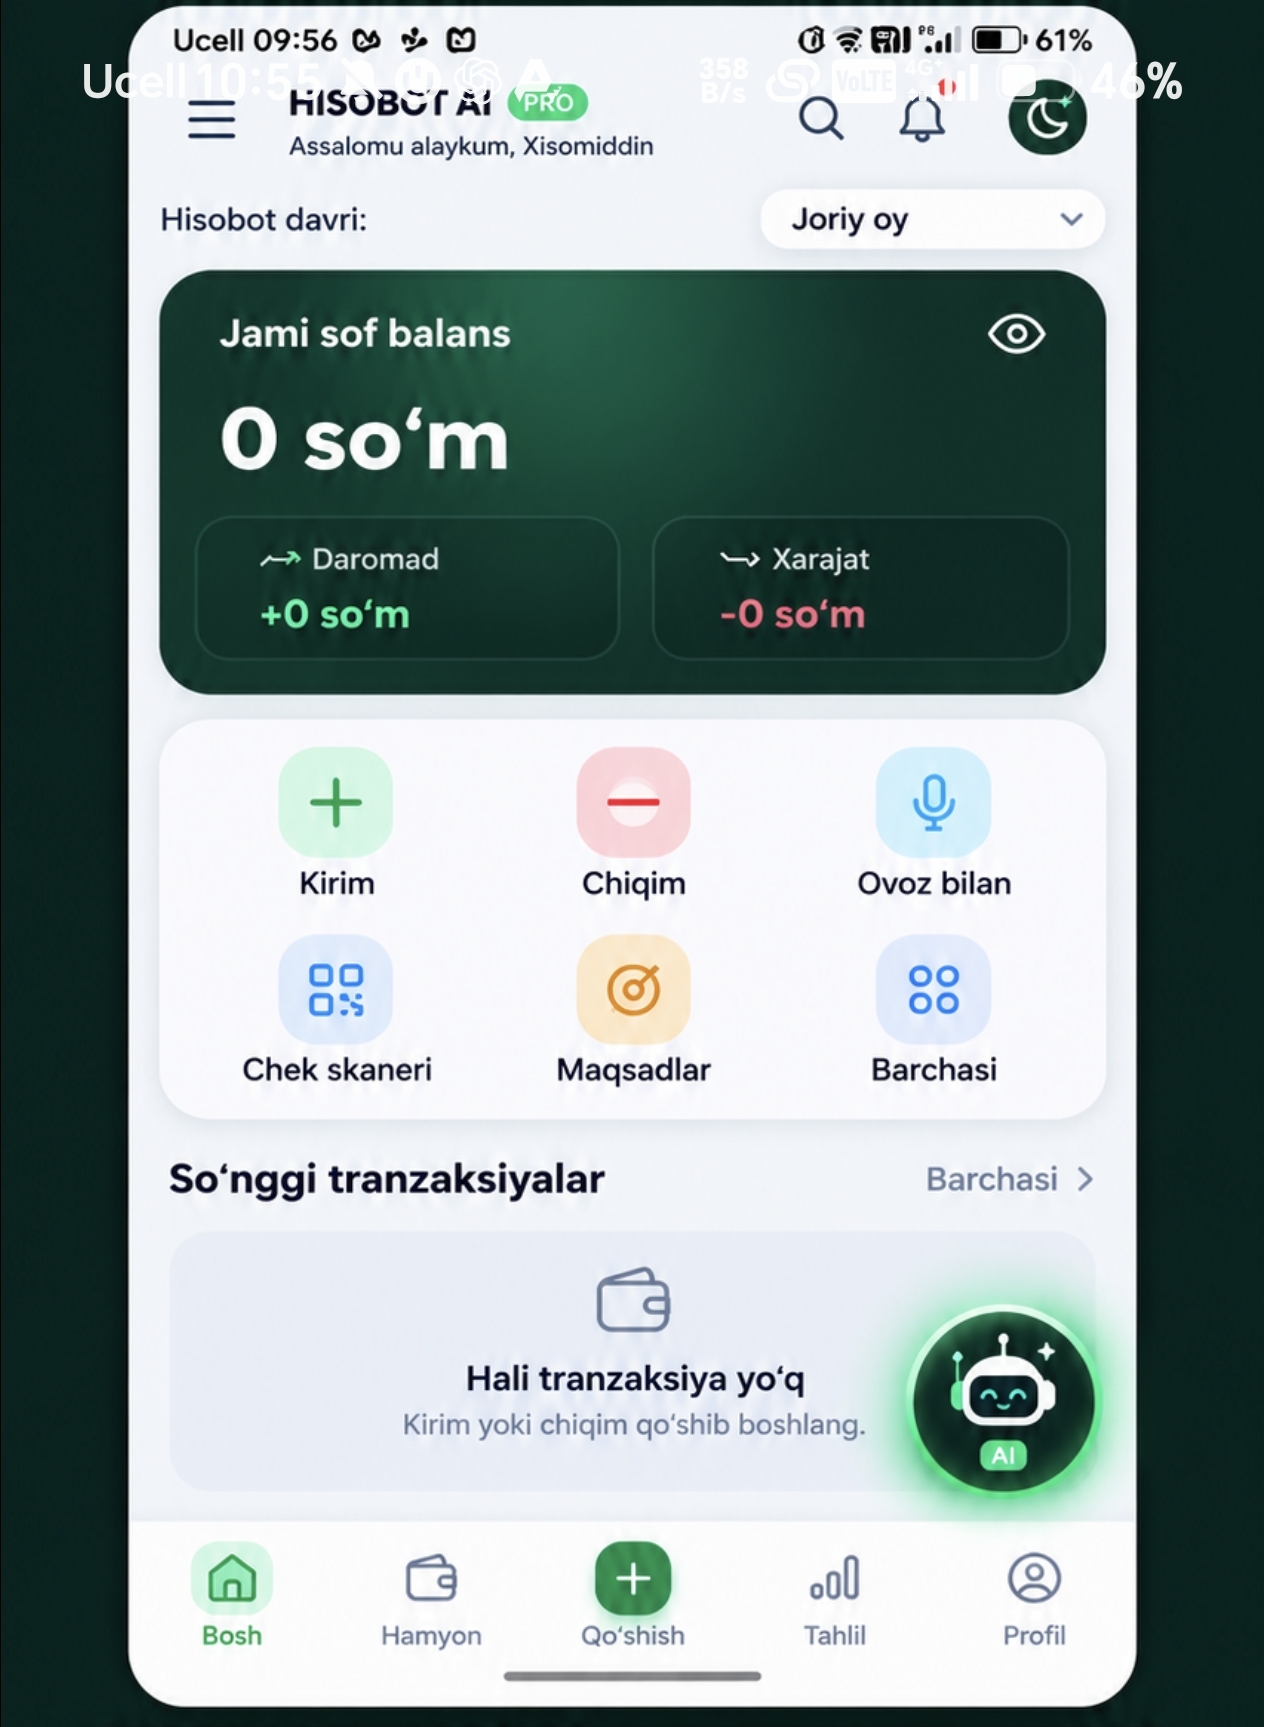 Ucell 09:56 61%
Ucell 10:55 358 B/s VoLTE 4G+ 46%
HISOBOT AI PRO
Assalomu alaykum, Xisomiddin
Hisobot davri: Joriy oy
Jami sof balans
0 so‘m
Daromad Xarajat
+0 so‘m -0 so‘m
Kirim Chiqim Ovoz bilan
Chek skaneri Maqsadlar Barchasi
So‘nggi tranzaksiyalar Barchasi
Hali tranzaksiya yo‘q
Kirim yoki chiqim qo‘shib boshlang.
AI
Bosh Hamyon Qo‘shish Tahlil Profil